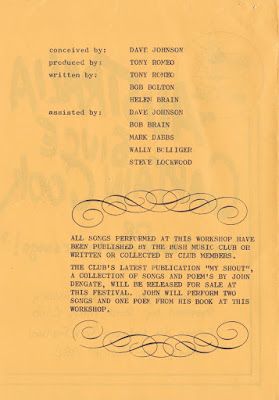 conceived by: DAVE JOHNSON
produced by: TONY ROMEO
written by: TONY ROMEO
BOB BOLTON
HELEN BRAIN
assisted by: DAVE JOHNSON
BOB BRAIN
MARK DABBS
WALLY BOLLIGER
STEVE LOCKWOOD
ALL SONGS PERFORMED AT THIS WORKSHOP HAVE
BEEN PUBLISHED BY THE BUSH MUSIC CLUB OR
WRITTEN OR COLLECTED BY CLUB MEMBERS.
THE CLUB'S LATEST PUBLICATION "MY SHOUT",
A COLLECTION OF SONGS AND POEM'S BY JOHN
DENGATE, WILL BE RELEASED FOR SALE AT
THIS FESTIVAL. JOHN WILL PERFORM TWO
SONGS AND ONE POEM FROM HIS BOOK AT THIS
WORKSHOP.